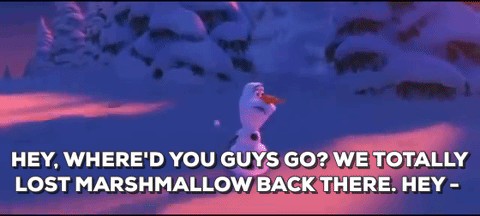 HEY, WHERE'D YOU GUYS GO? WE TOTALLY
LOST MARSHMALLOW BACK THERE. HEY -